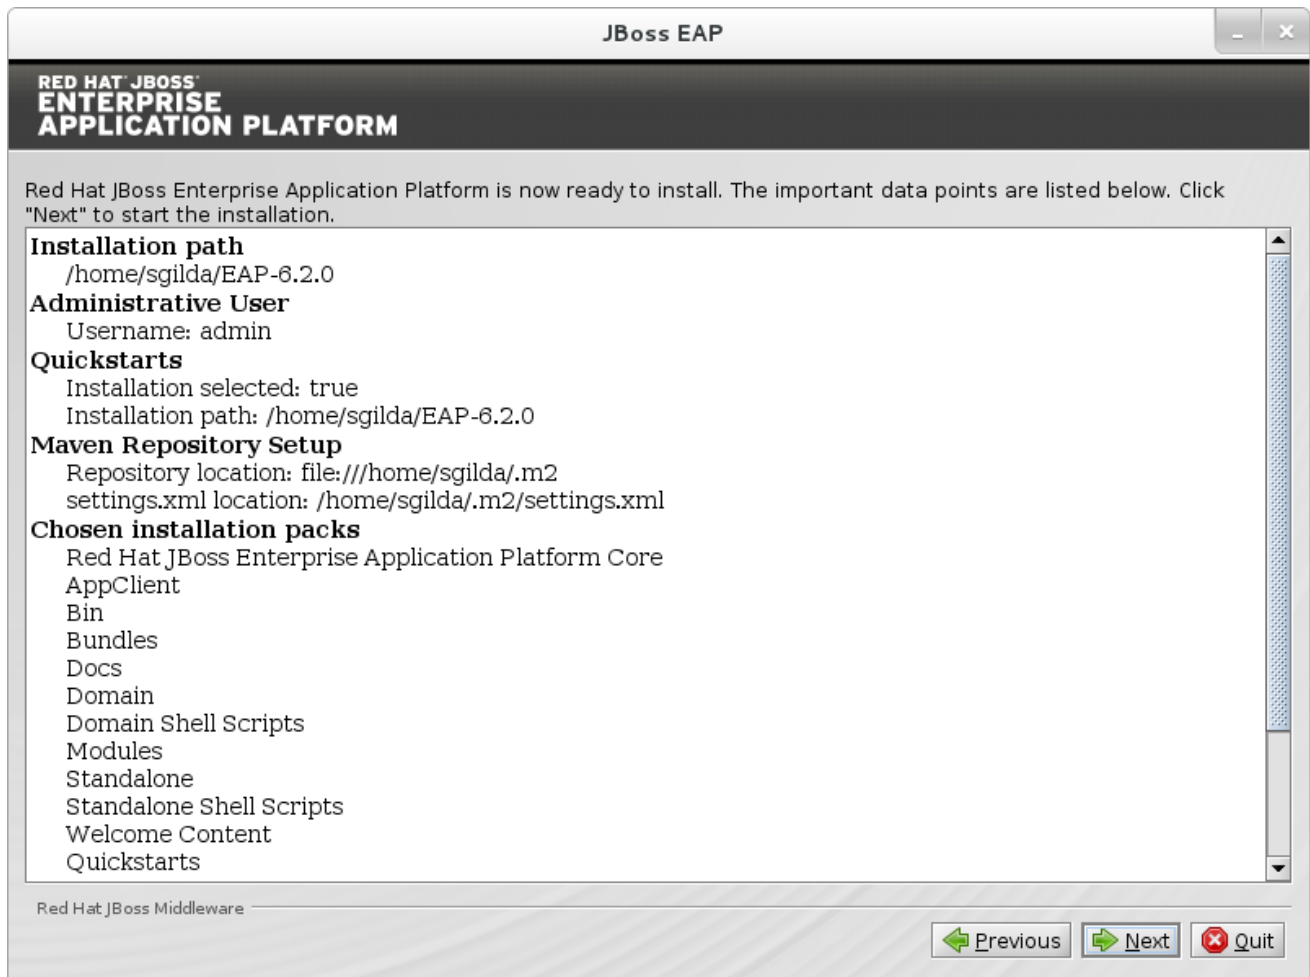 JBoss EAP
RED HAT JBOSS
ENTERPRISE
APPLICATION PLATFORM
Red Hat JBoss Enterprise Application Platform is now ready to install. The important data points are listed below. Click
"Next" to start the installation.
Installation path
/home/sgilda/EAP-6.2.0
Administrative User
Username: admin
Quickstarts
Installation selected: true
Installation path: /home/sgilda/EAP-6.2.0
Maven Repository Setup
Repository location: file:///home/sgilda/.m2
settings.xml location: /home/sgilda/.m2/settings.xml
Chosen installation packs
Red Hat JBoss Enterprise Application Platform Core
AppClient
Bin
Bundles
Docs
Domain
Domain Shell Scripts
Modules
Standalone
Standalone Shell Scripts
Welcome Content
Quickstarts
Red Hat JBoss Middleware
Previous Next Quit